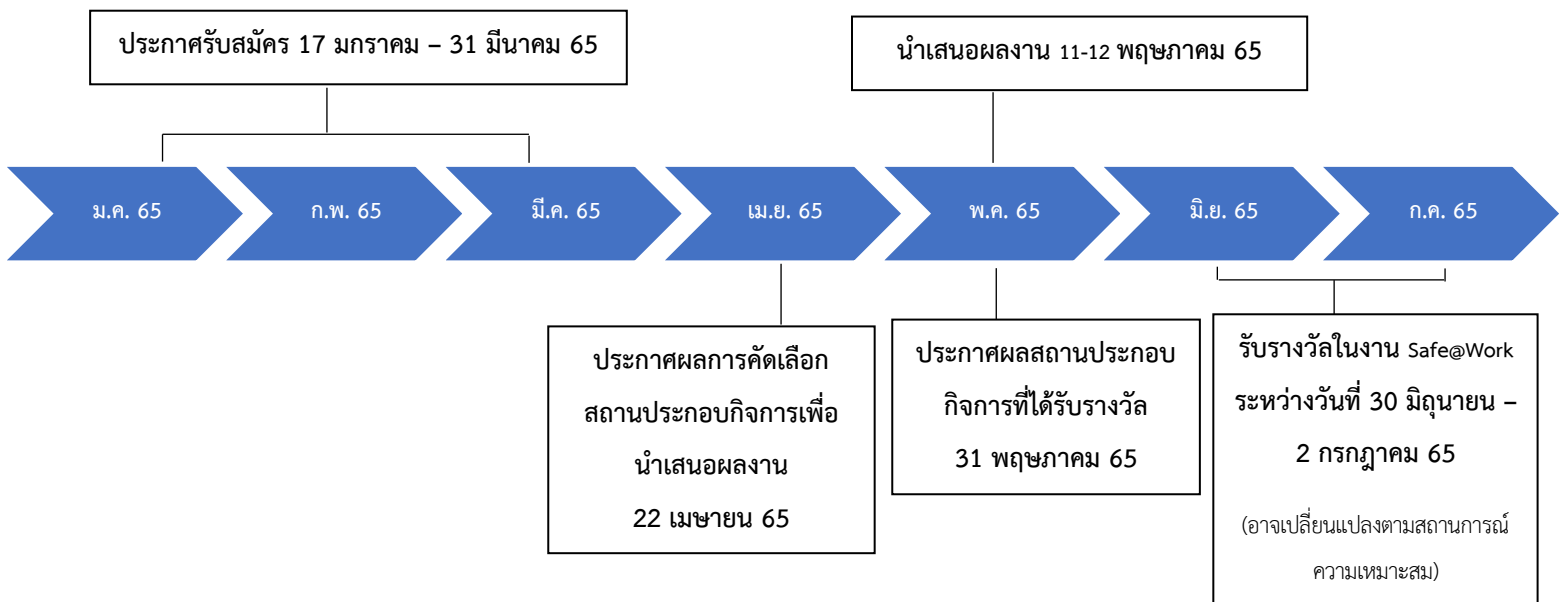 ประกาศรับสมัคร 17 มกราคม – 31 มีนาคม 65
นำเสนอผลงาน 11-12 พฤษภาคม 65
ม.ค. 65
ก.พ. 65
มี.ค. 65
เม.ย. 65
พ.ค. 65
มิ.ย. 65
ก.ค. 65
ประกาศผลการคัดเลือก
สถานประกอบกิจการเพื่อ
นำเสนอผลงาน
22 เมษายน 65
ประกาศผลสถานประกอบ
กิจการที่ได้รับรางวัล
31 พฤษภาคม 65
รับรางวัลในงาน Safe@Work
ระหว่างวันที่ 30 มิถุนายน –
2 กรกฎาคม 65
(อาจเปลี่ยนแปลงตามสถานการณ์
ความเหมาะสม)